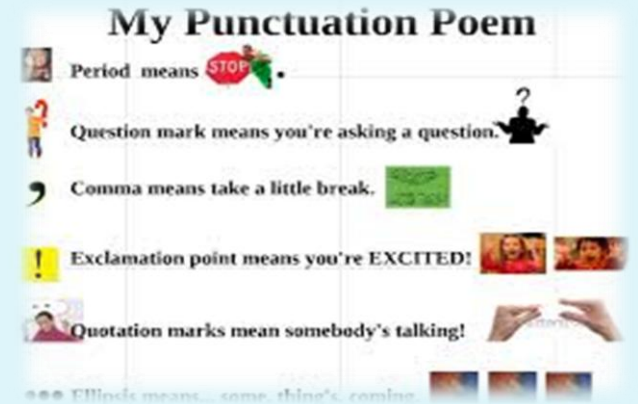 My Punctuation Poem
Period means STOP.
Question mark means you're asking a question. ?
, Comma means take a little break.
! Exclamation point means you're EXCITED!
Quotation marks mean somebody's talking!
... Ellipsis means... some, thing's, coming.